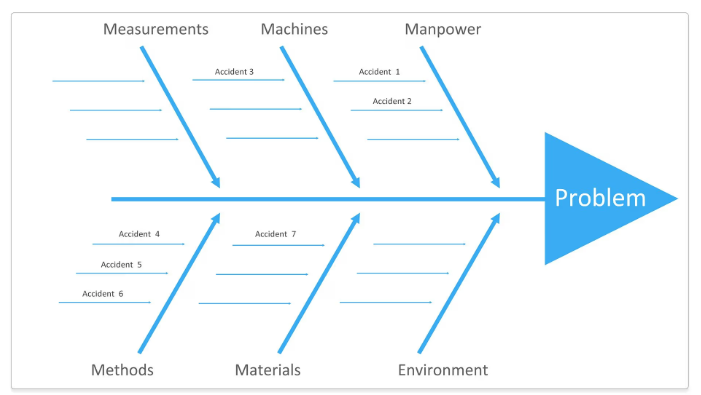 Measurements
Machines
Manpower
Accident 3
Accident 1
Accident 2
Problem
Accident 4
Accident 7
Accident 5
Accident 6
Methods
Materials
Environment